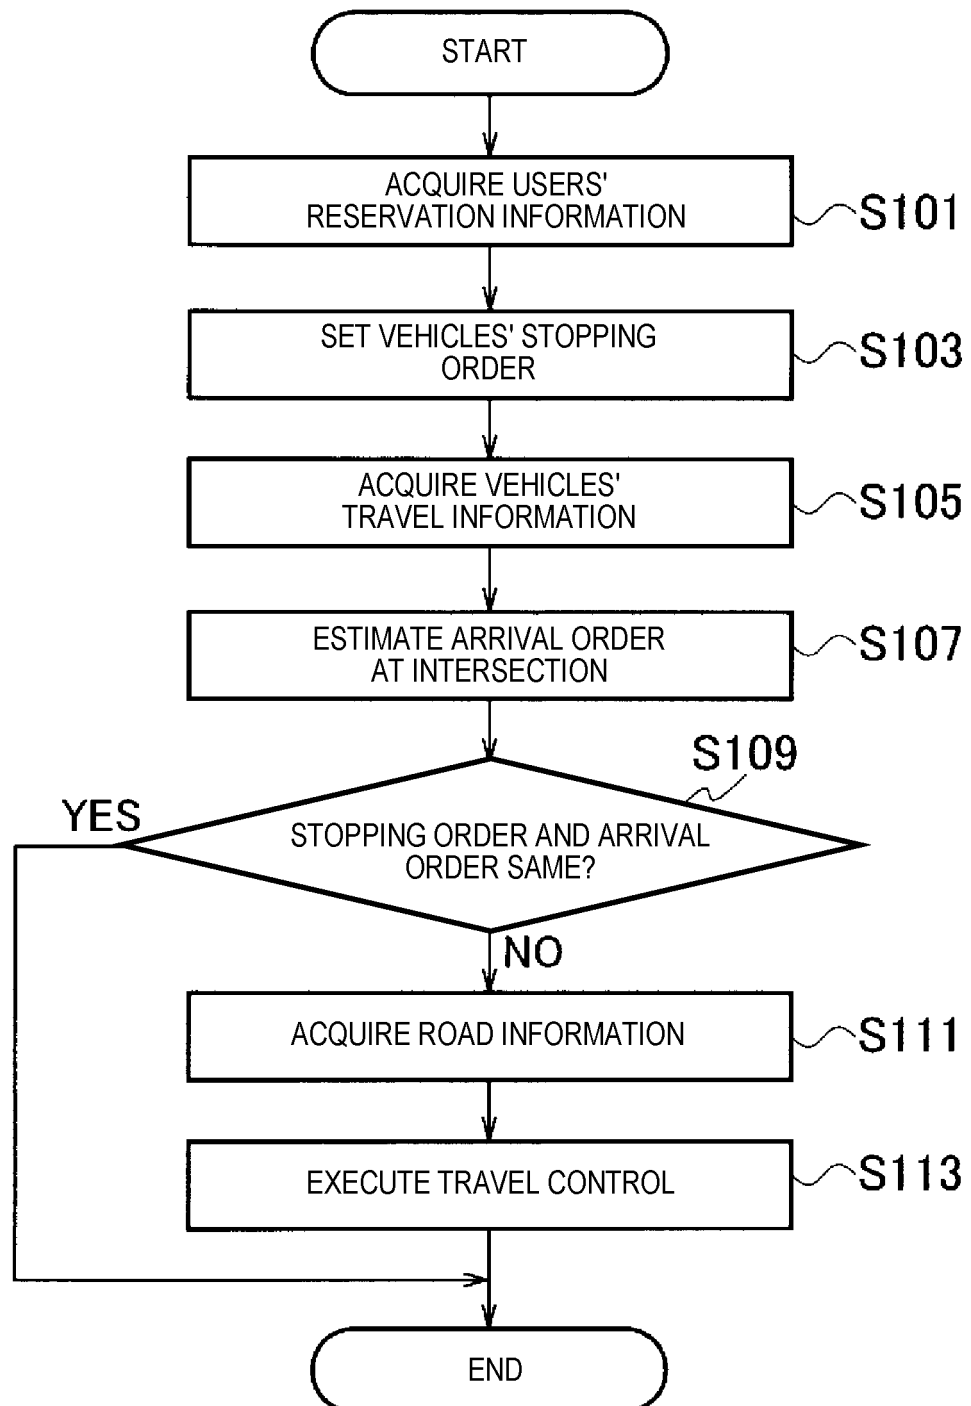 START
ACQUIRE USERS'
RESERVATION INFORMATION
S101
SET VEHICLES' STOPPING
ORDER
S103
ACQUIRE VEHICLES'
TRAVEL INFORMATION
S105
ESTIMATE ARRIVAL ORDER
AT INTERSECTION
S107
S109
YES
STOPPING ORDER AND ARRIVAL
ORDER SAME?
NO
ACQUIRE ROAD INFORMATION
S111
EXECUTE TRAVEL CONTROL
S113
END